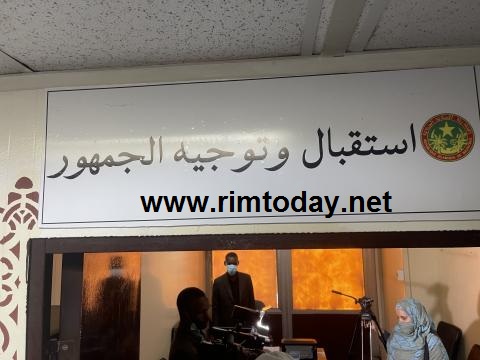 استقبال وتوجيه الجمهور
www.rimtoday.net